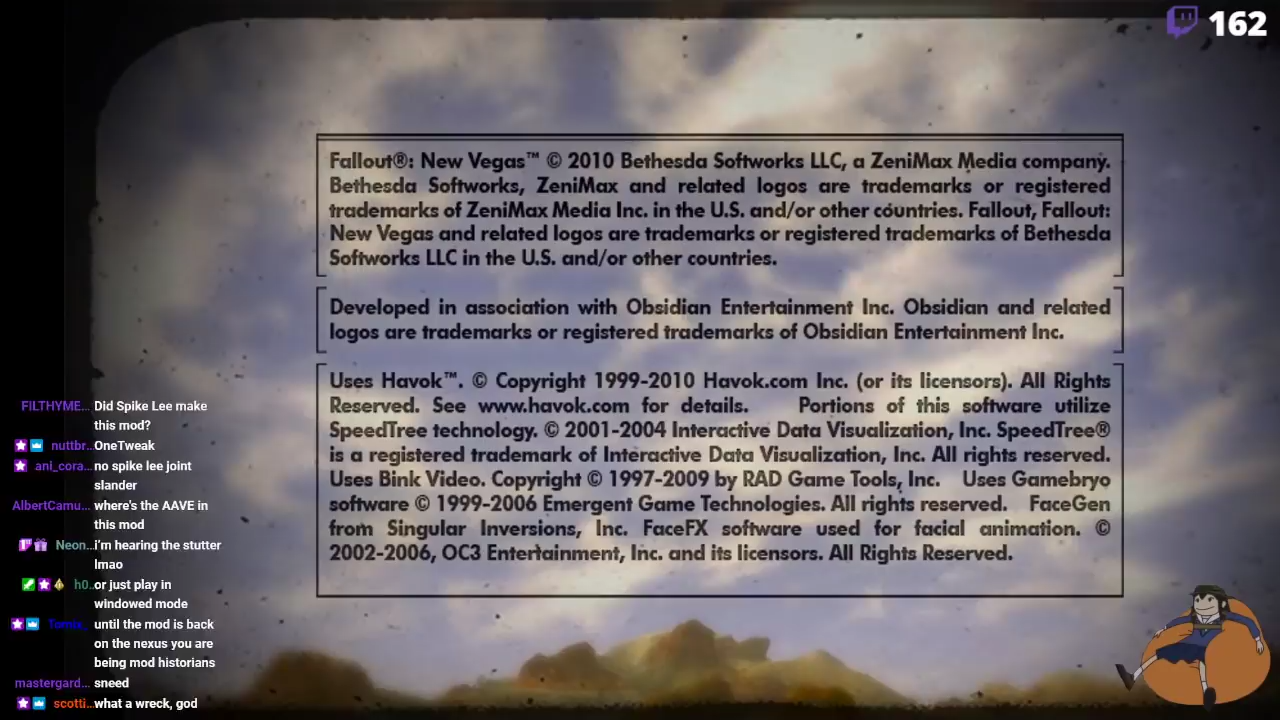 162
Fallout®: New Vegas™ © 2010 Bethesda Softworks LLC, a ZeniMax Media company.
Bethesda Softworks, ZeniMax and related logos are trademarks or registered
trademarks of ZeniMax Media Inc. in the U.S. and/or other countries. Fallout, Fallout:
New Vegas and related logos are trademarks or registered trademarks of Bethesda
Softworks LLC in the U.S. and/or other countries.
Developed in association with Obsidian Entertainment Inc. Obsidian and related
logos are trademarks or registered trademarks of Obsidian Entertainment Inc.
Uses Havok™. © Copyright 1999-2010 Havok.com Inc. (or its licensors). All Rights
Reserved. See www.havok.com for details. Portions of this software utilize
SpeedTree technology. © 2001-2004 Interactive Data Visualization, Inc. SpeedTree®
is a registered trademark of Interactive Data Visualization, Inc. All rights reserved.
Uses Bink Video. Copyright © 1997-2009 by RAD Game Tools, Inc. Uses Gamebryo
software © 1999-2006 Emergent Game Technologies. All rights reserved. FaceGen
from Singular Inversions, Inc. FaceFX software used for facial animation. ©
2002-2006, OC3 Entertainment, Inc. and its licensors. All Rights Reserved.
FILTHYME... Did Spike Lee make
this mod?
nuttbr... OneTweak
ani_cora... no spike lee joint
slander
AlbertCamu... where's the AAVE in
this mod
Neon... i'm hearing the stutter
lmao
h0... or just play in
windowed mode
until the mod is back
on the nexus you are
being mod historians
mastergard... sneed
scotti... what a wreck, god